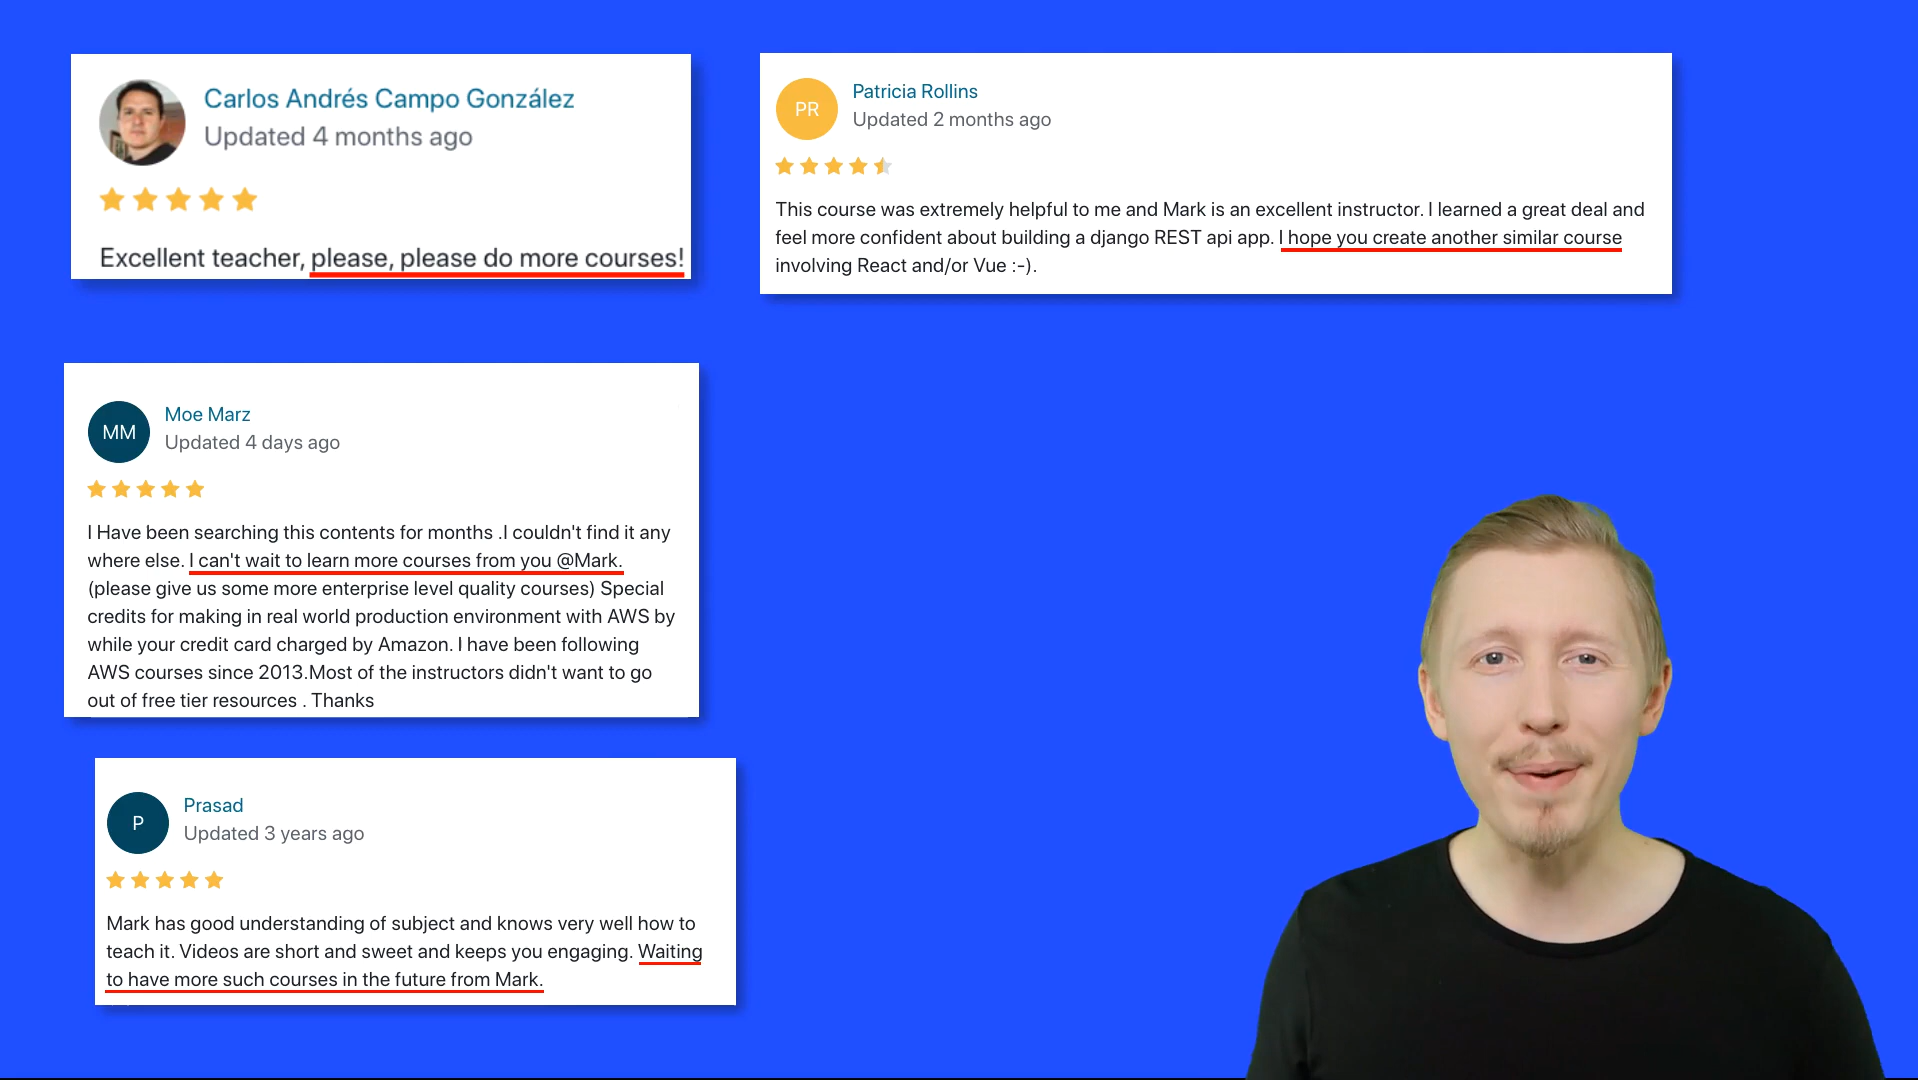 Carlos Andrés Campo González
Updated 4 months ago
Excellent teacher, please, please do more courses!
PR
Patricia Rollins
Updated 2 months ago
This course was extremely helpful to me and Mark is an excellent instructor. I learned a great deal and
feel more confident about building a django REST api app. I hope you create another similar course
involving React and/or Vue :-).
MM
Moe Marz
Updated 4 days ago
I Have been searching this contents for months .I couldn't find it any
where else. I can't wait to learn more courses from you @Mark.
(please give us some more enterprise level quality courses) Special
credits for making in real world production environment with AWS by
while your credit card charged by Amazon. I have been following
AWS courses since 2013.Most of the instructors didn't want to go
out of free tier resources . Thanks
P
Prasad
Updated 3 years ago
Mark has good understanding of subject and knows very well how to
teach it. Videos are short and sweet and keeps you engaging. Waiting
to have more such courses in the future from Mark.